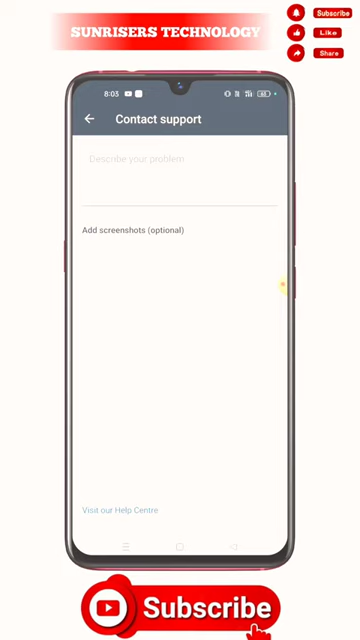 SUNRISERS TECHNOLOGY
Subscribe
Like
Share
8:03
Contact support
Describe your problem
Add screenshots (optional)
Visit our Help Centre
Subscribe